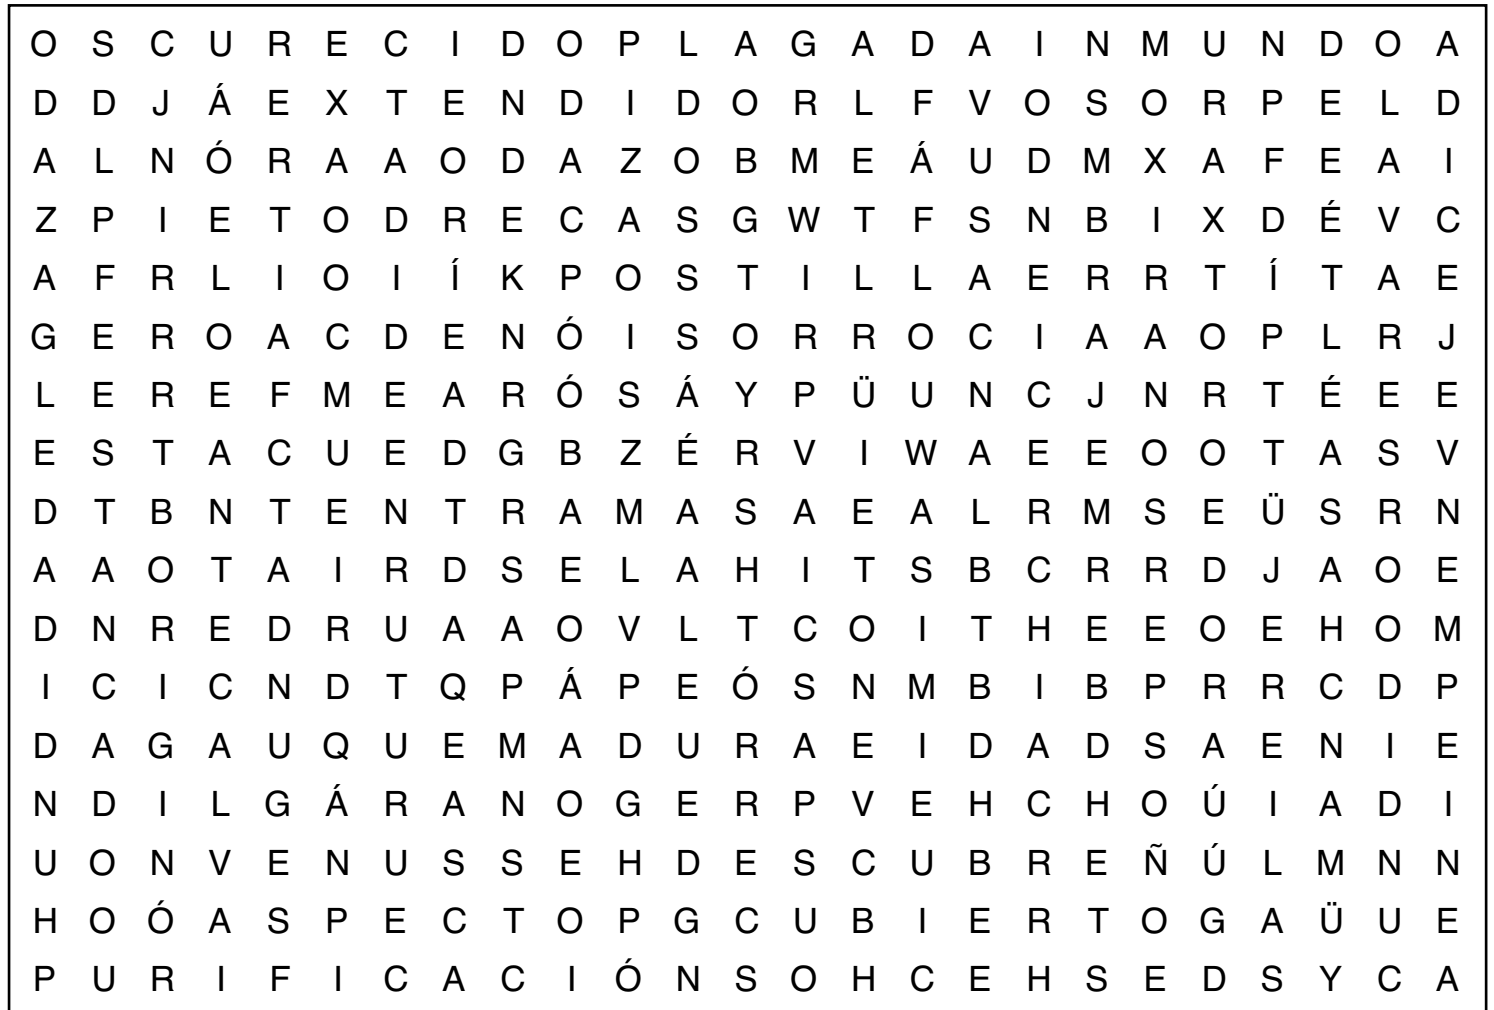 O S C U R E C I D O P L A G A D A I N M U N D O A
D D J Á E X T E N D I D O R L F V O S O R P E L D
A L N Ó R A A O D A Z O B M E Á U D M X A F E A I
Z P I E T O D R E C A S G W T F S N B I X D É V C
A F R L I O I Í K P O S T I L L A E R R T Í T A E
G E R O A C D E N Ó I S O R R O C I A A O P L R J
L E R E F M E A R Ó S Á Y P Ü U N C J N R T É E E
E S T A C U E D G B Z É R V I W A E E O O T A S V
D T B N T E N T R A M A S A E A L R M S E Ü S R N
A A O T A I R D S E L A H I T S B C R R D J A O E
D N R E D R U A A O V L T C O I T H E E O E H O M
I C I C N D T Q P Á P E Ó S N M B I B P R R C D P
D A G A U Q U E M A D U R A E I D A D S A E N I E
N D I L G Á R A N O G E R P V E H C H O Ú I A D I
U O N V E N U S S E H D E S C U B R E Ñ Ú L M N N
H O Ó A S P E C T O P G C U B I E R T O G A Ü U E
P U R I F I C A C I Ó N S O H C E H S E D S Y C A